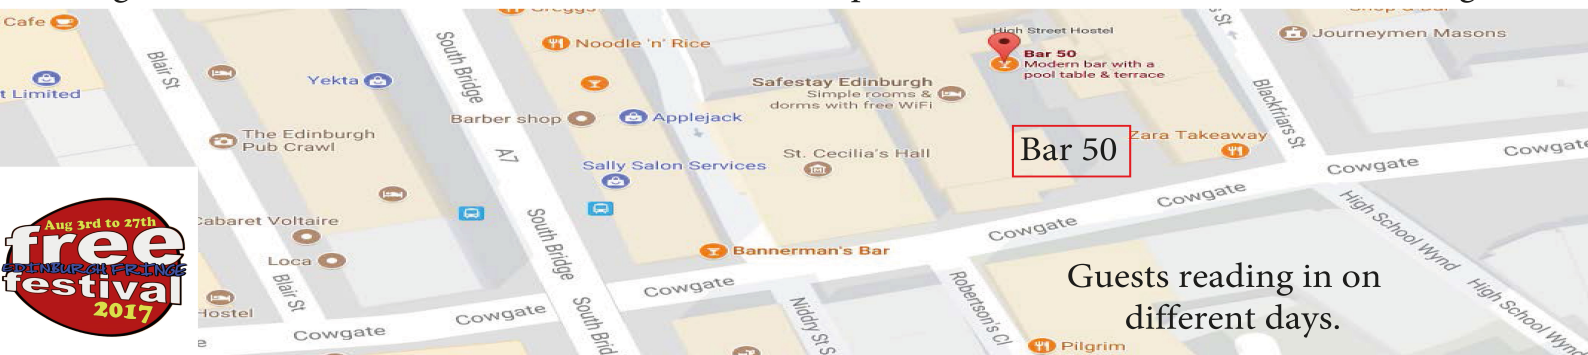 Greggs
Cafe
Noodle 'n' Rice
High Street Hostel
Journeymen Masons
Bar 50
Modern bar with a
pool table & terrace
Blair St
South Bridge
Yekta
t Limited
Safestay Edinburgh
Simple rooms &
dorms with free WiFi
Blackfriars St
Barber shop
Applejack
The Edinburgh
Pub Crawl
A7
Zara Takeaway
Bar 50
St. Cecilia's Hall
Sally Salon Services
Cowgate
Cowgate
Cowgate
Cowgate
Aug 3rd to 27th
free
EDINBURGH FRINGE
festival
2017
Cabaret Voltaire
Loca
South Bridge
Bannerman's Bar
High School Wynd
High School Wynd
Guests reading in on
different days.
Blair St
Hostel
Cowgate
Cowgate
Cowgate
South Brid
Niddry St S
Robertson's Cl
Pilgrim